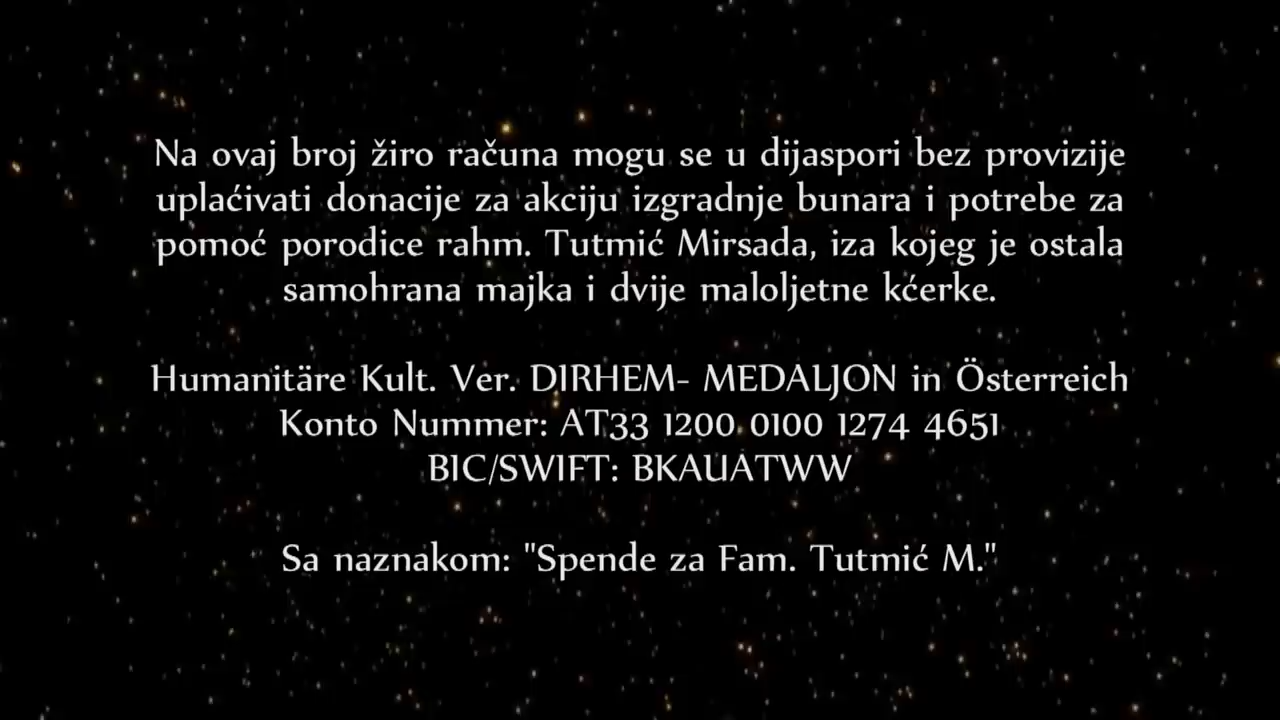 Na ovaj broj žiro računa mogu se u dijaspori bez provizije
uplaćivati donacije za akciju izgradnje bunara i potrebe za
pomoć porodice rahm. Tutmić Mirsada, iza kojeg je ostala
samohrana majka i dvije maloljetne kćerke.
Humanitäre Kult. Ver. DIRHEM- MEDALJON in Österreich
Konto Nummer: AT33 1200 0100 1274 4651
BIC/SWIFT: BKAUATWW
Sa naznakom: "Spende za Fam. Tutmić M."